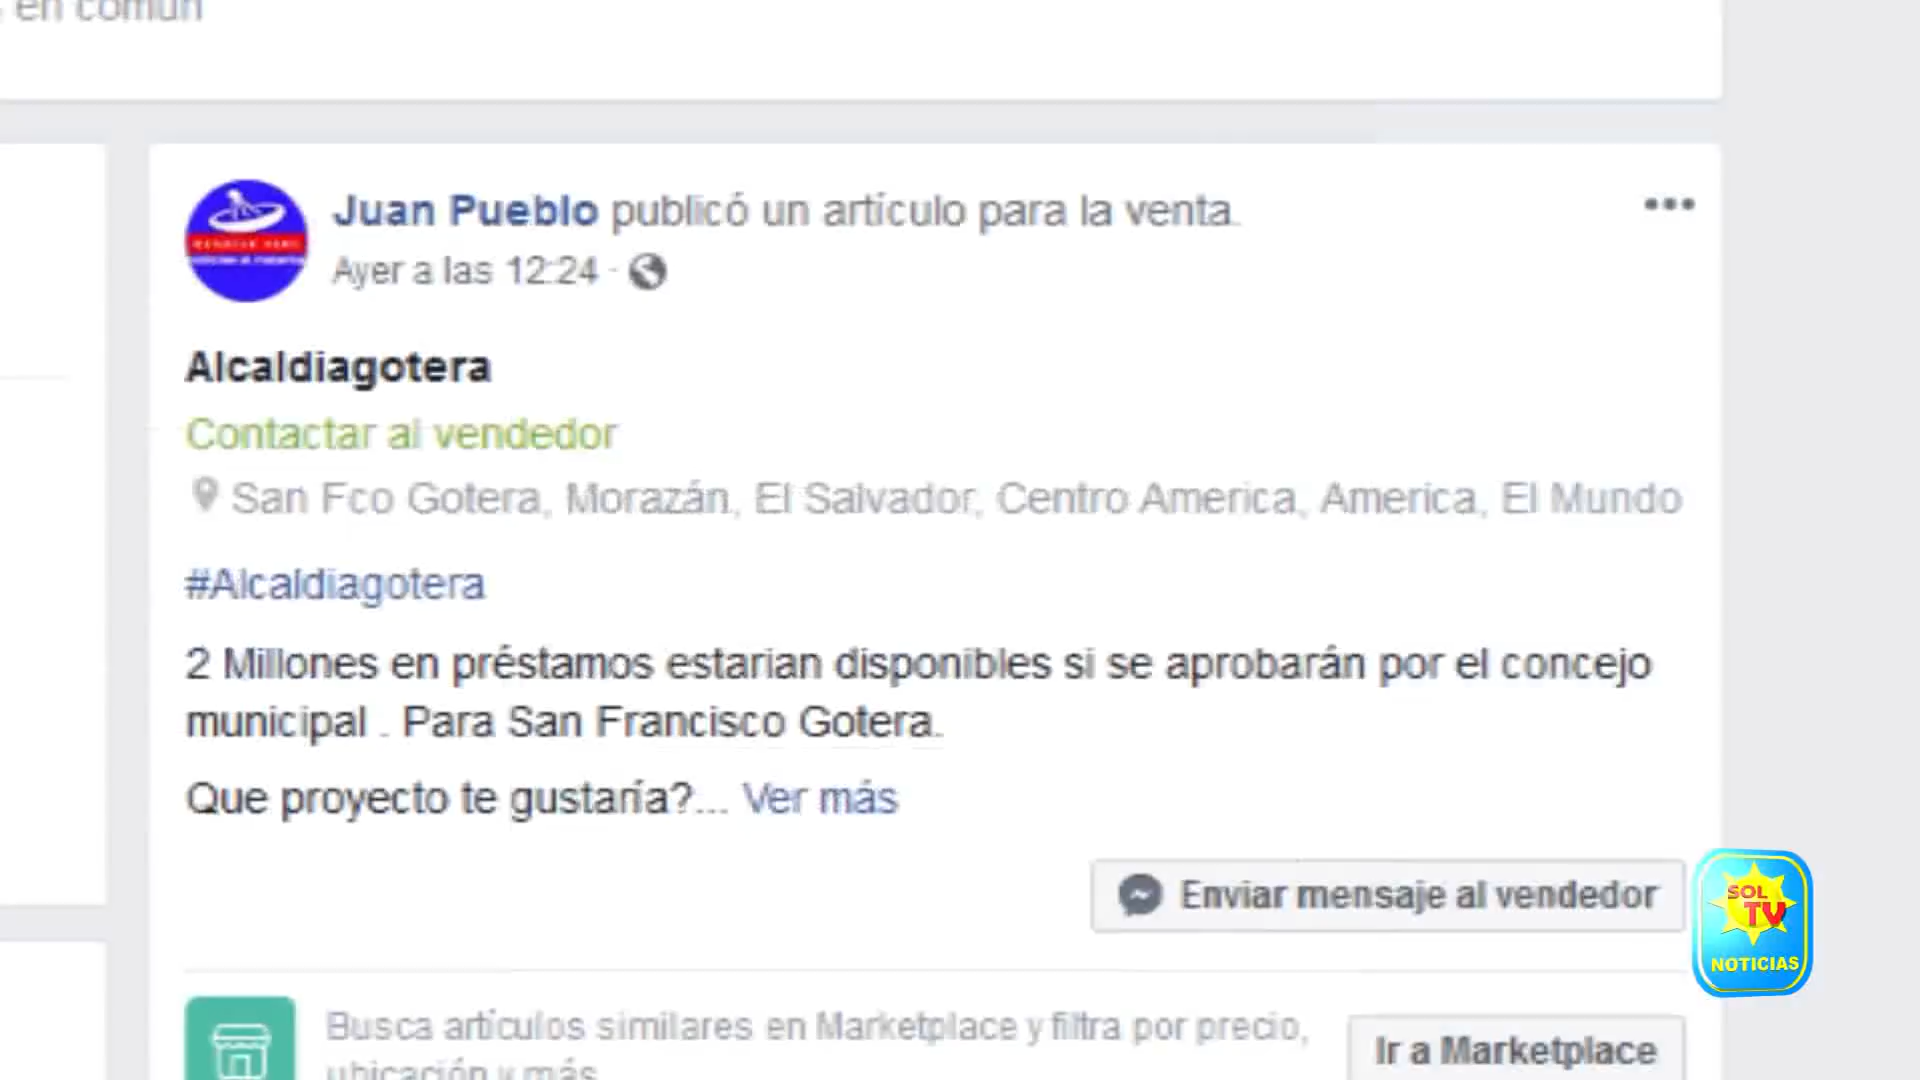 en común
Juan Pueblo publicó un artículo para la venta.
Ayer a las 12:24 ·
Alcaldiagotera
Contactar al vendedor
San Fco Gotera, Morazán, El Salvador, Centro America, America, El Mundo
#Alcaldiagotera
2 Millones en préstamos estarian disponibles si se aprobarán por el concejo
municipal . Para San Francisco Gotera.
Que proyecto te gustaría?... Ver más
Enviar mensaje al vendedor
SOL
TV
NOTICIAS
Busca artículos similares en Marketplace y filtra por precio,
ubicación y más
Ir a Marketplace